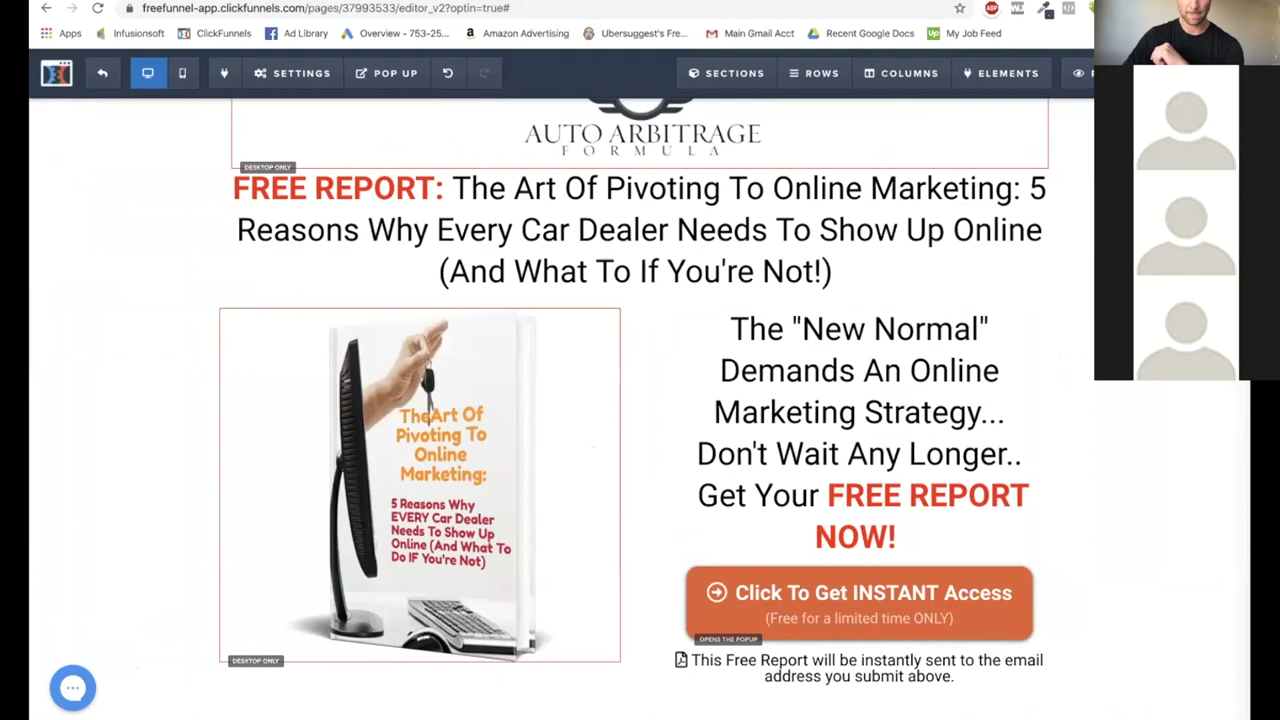 freefunnel-app.clickfunnels.com/pages/37993533/editor_v2?optin=true#
ABP
Apps
Infusionsoft
ClickFunnels
Ad Library
Overview - 753-25...
Amazon Advertising
Ubersuggest's Fre...
Main Gmail Acct
Recent Google Docs
Up My Job Feed
SETTINGS
POP UP
SECTIONS
ROWS
COLUMNS
ELEMENTS
AUTO ARBITRAGE
FORMULA
DESKTOP ONLY
FREE REPORT: The Art Of Pivoting To Online Marketing: 5
Reasons Why Every Car Dealer Needs To Show Up Online
(And What To If You're Not!)
TheArt Of
Pivoting To
Online
Marketing:
5 Reasons Why
EVERY Car Dealer
Needs To Show Up
Online (And What To
Do IF You're Not)
DESKTOP ONLY
The "New Normal"
Demands An Online
Marketing Strategy...
Don't Wait Any Longer..
Get Your FREE REPORT
NOW!
Click To Get INSTANT Access
(Free for a limited time ONLY)
OPENS THE POPUP
This Free Report will be instantly sent to the email
address you submit above.